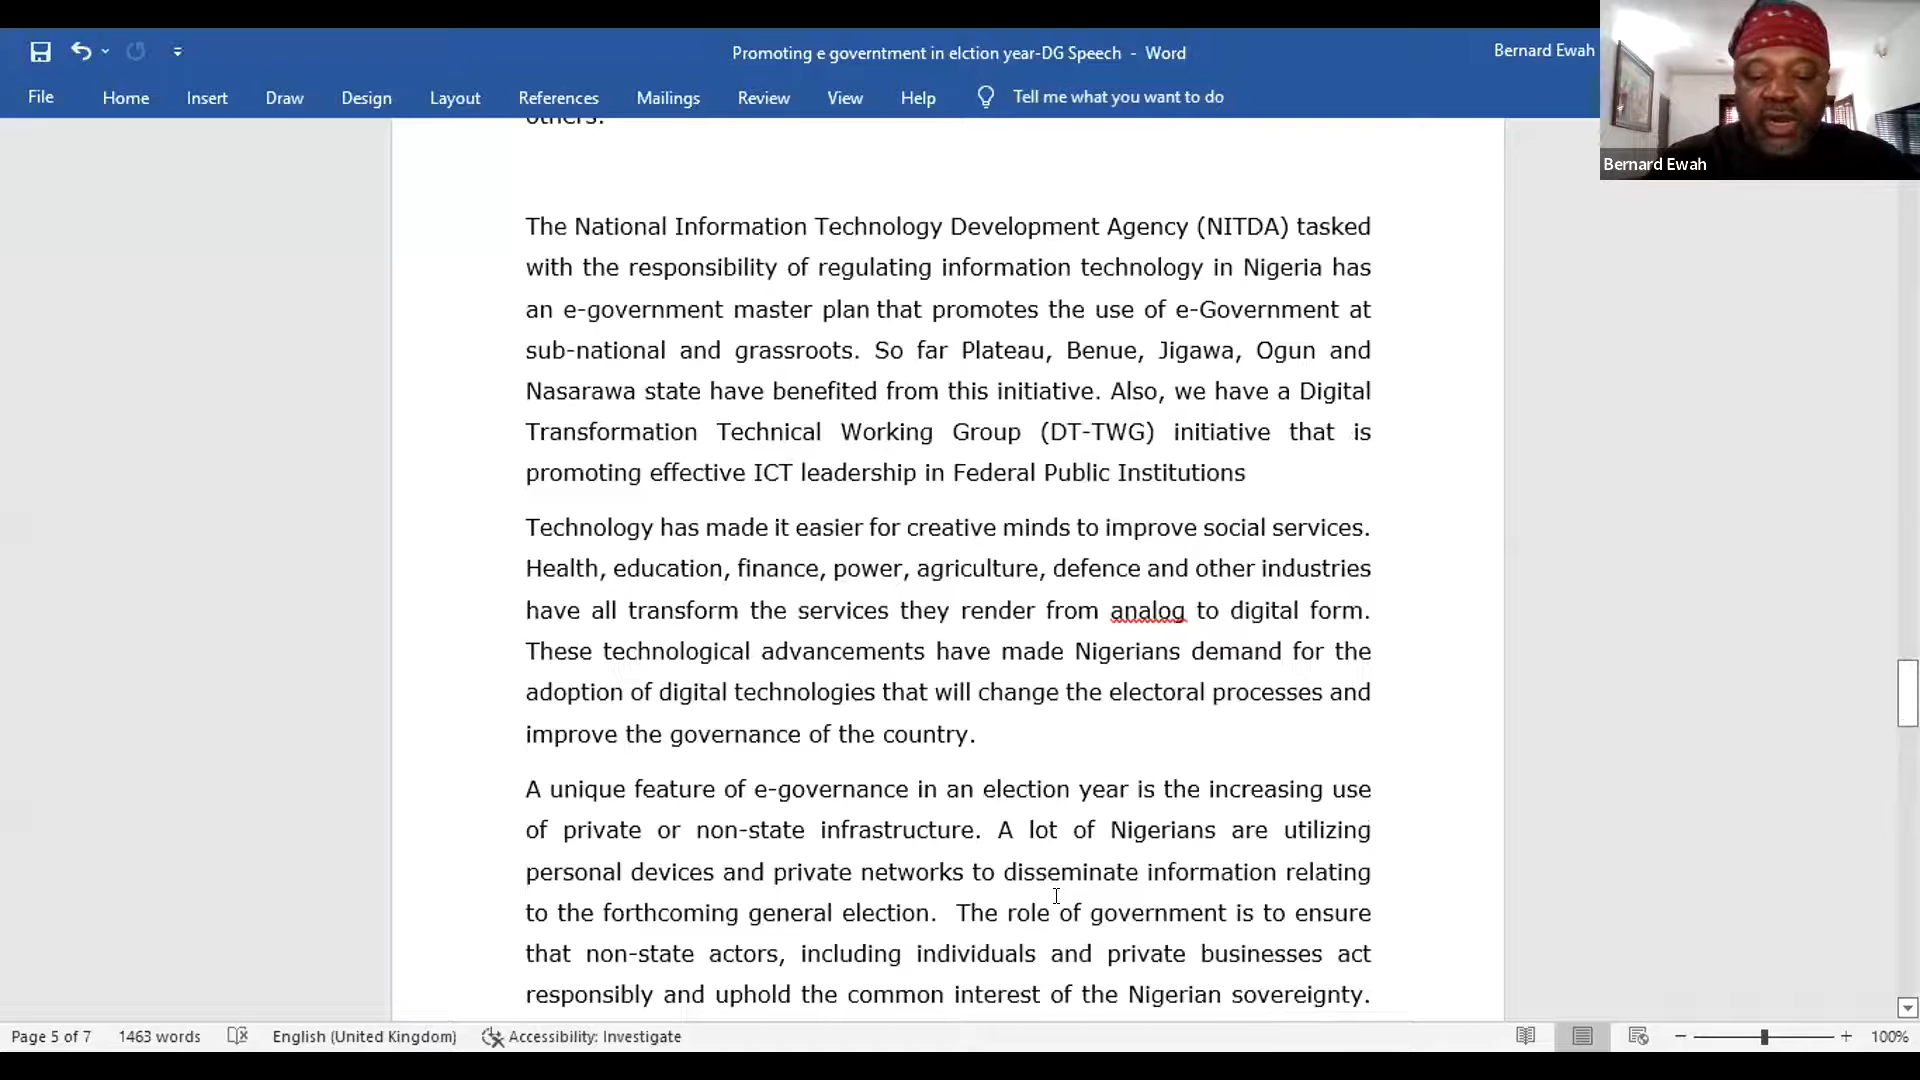 Promoting e governtment in elction year-DG Speech - Word
Bernard Ewah
File Home Insert Draw Design Layout References Mailings Review View Help Tell me what you want to do
Bernard Ewah
others.
The National Information Technology Development Agency (NITDA) tasked
with the responsibility of regulating information technology in Nigeria has
an e-government master plan that promotes the use of e-Government at
sub-national and grassroots. So far Plateau, Benue, Jigawa, Ogun and
Nasarawa state have benefited from this initiative. Also, we have a Digital
Transformation Technical Working Group (DT-TWG) initiative that is
promoting effective ICT leadership in Federal Public Institutions
Technology has made it easier for creative minds to improve social services.
Health, education, finance, power, agriculture, defence and other industries
have all transform the services they render from analog to digital form.
These technological advancements have made Nigerians demand for the
adoption of digital technologies that will change the electoral processes and
improve the governance of the country.
A unique feature of e-governance in an election year is the increasing use
of private or non-state infrastructure. A lot of Nigerians are utilizing
personal devices and private networks to disseminate information relating
to the forthcoming general election. The role of government is to ensure
that non-state actors, including individuals and private businesses act
responsibly and uphold the common interest of the Nigerian sovereignty.
Page 5 of 7 1463 words English (United Kingdom) Accessibility: Investigate 100%